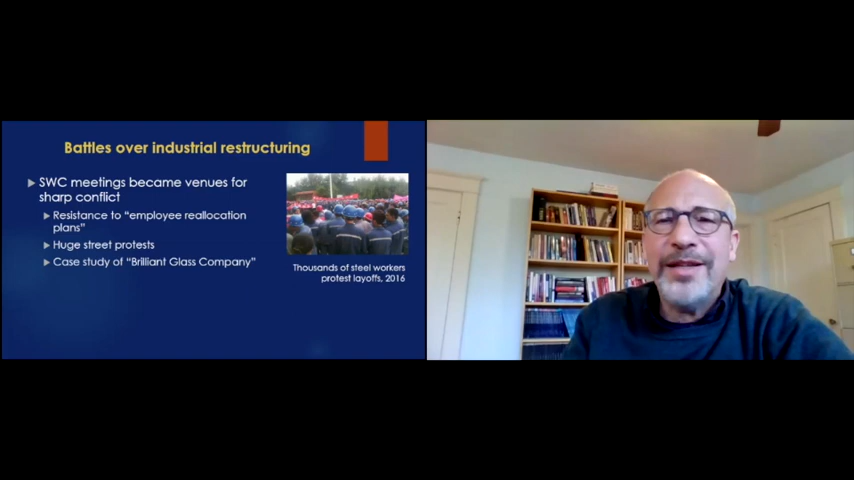 Battles over industrial restructuring
SWC meetings became venues for
sharp conflict
Resistance to “employee reallocation
plans”
Huge street protests
Case study of “Brilliant Glass Company”
Thousands of steel workers
protest layoffs, 2016